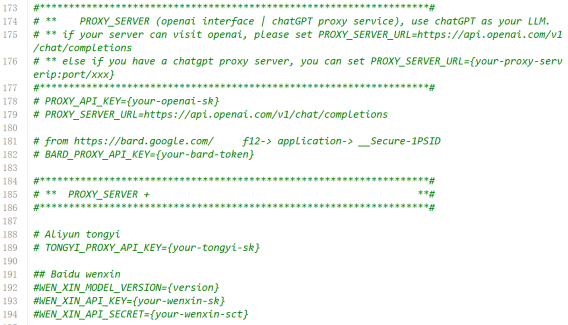 173 #*******************************************************************#
174 # **    PROXY_SERVER (openai interface | chatGPT proxy service), use chatGPT as your LLM.
175 # ** if your server can visit openai, please set PROXY_SERVER_URL=https://api.openai.com/v1
/chat/completions
176 # ** else if you have a chatgpt proxy server, you can set PROXY_SERVER_URL={your-proxy-serv
erip:port/xxx}
177 #*******************************************************************#
178 # PROXY_API_KEY={your-openai-sk}
179 # PROXY_SERVER_URL=https://api.openai.com/v1/chat/completions
180
181 # from https://bard.google.com/     f12-> application-> __Secure-1PSID
182 # BARD_PROXY_API_KEY={your-bard-token}
183
184 #*******************************************************************#
185 # **  PROXY_SERVER +                                              **#
186 #*******************************************************************#
187
188 # Aliyun tongyi
189 # TONGYI_PROXY_API_KEY={your-tongyi-sk}
190
191 ## Baidu wenxin
192 #WEN_XIN_MODEL_VERSION={version}
193 #WEN_XIN_API_KEY={your-wenxin-sk}
194 #WEN_XIN_API_SECRET={your-wenxin-sct}